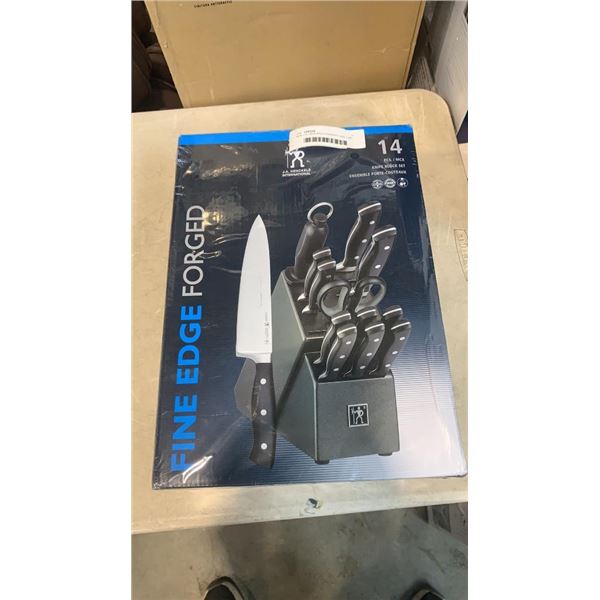 14
PCS / MCX
KNIFE BLOCK SET
ENSEMBLE PORTE-COUTEAUX
J.A. HENCKELS
INTERNATIONAL
FINE EDGE FORGED